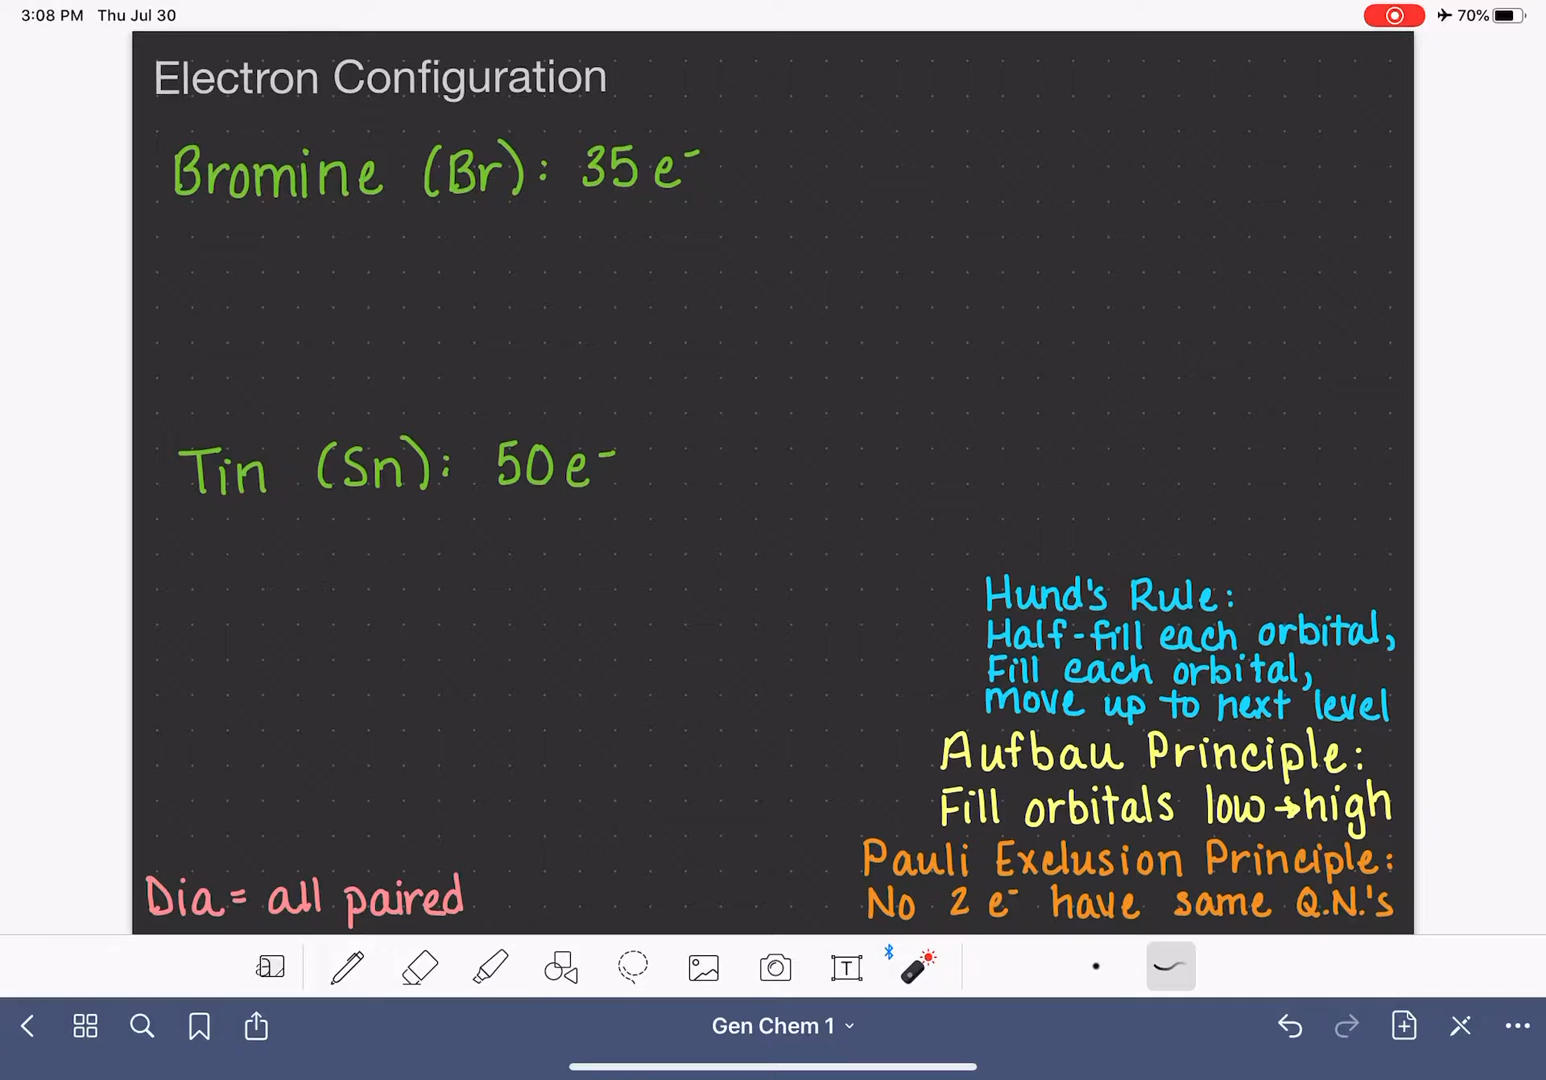 3:08 PM Thu Jul 30
70%
Electron Configuration
Bromine (Br): 35 e⁻
Tin (Sn): 50 e⁻
Hund's Rule:
Half-fill each orbital,
Fill each orbital,
move up to next level
Aufbau Principle:
Fill orbitals low→high
Pauli Exclusion Principle:
No 2 e⁻ have same Q.N.'s
Dia = all paired
T
Gen Chem 1